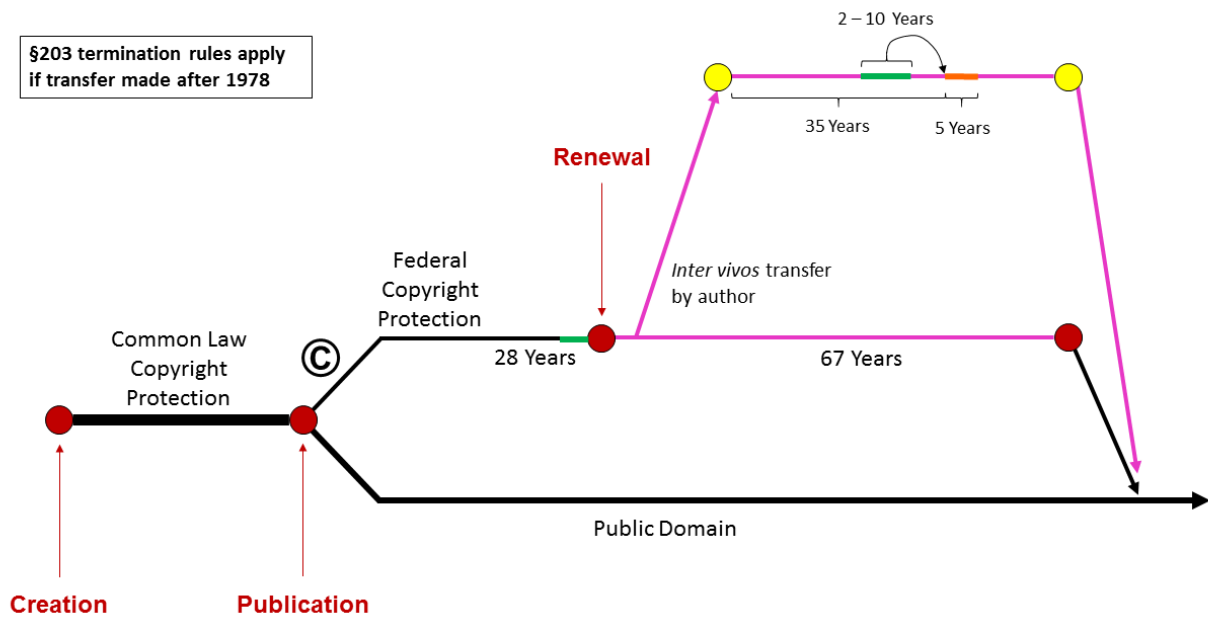 §203 termination rules apply
if transfer made after 1978
2 – 10 Years
35 Years
5 Years
Renewal
Inter vivos transfer
by author
Federal
Copyright
Protection
Common Law
Copyright
Protection
©
28 Years
67 Years
Public Domain
Creation
Publication